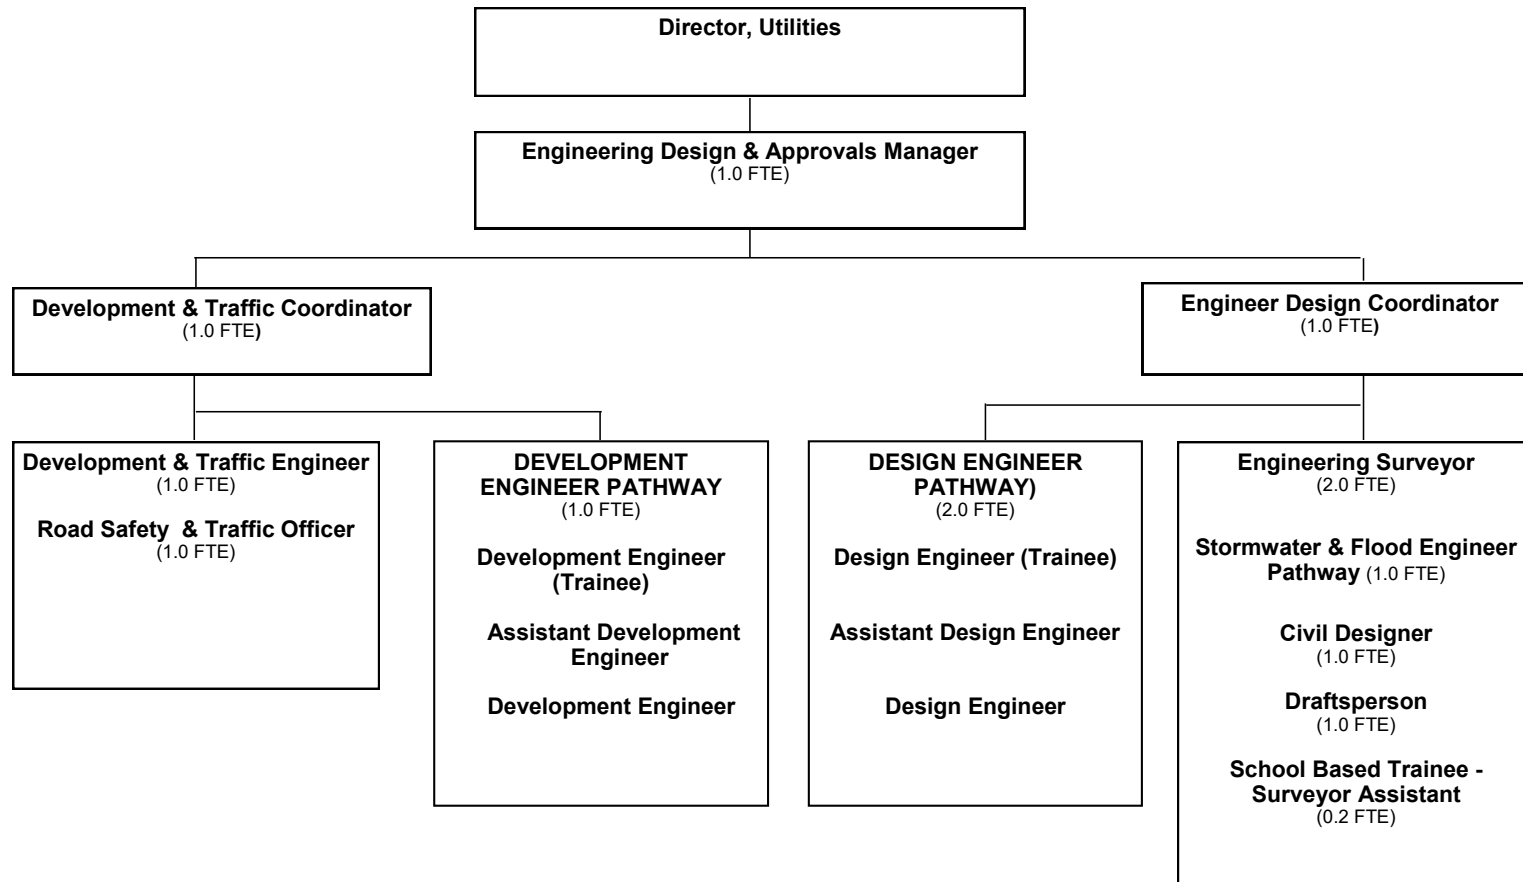 Director, Utilities
Engineering Design & Approvals Manager
(1.0 FTE)
Development & Traffic Coordinator
(1.0 FTE)
Engineer Design Coordinator
(1.0 FTE)
Development & Traffic Engineer
(1.0 FTE)
Road Safety & Traffic Officer
(1.0 FTE)
DEVELOPMENT
ENGINEER PATHWAY
(1.0 FTE)
Development Engineer
(Trainee)
Assistant Development
Engineer
Development Engineer
DESIGN ENGINEER
PATHWAY)
(2.0 FTE)
Design Engineer (Trainee)
Assistant Design Engineer
Design Engineer
Engineering Surveyor
(2.0 FTE)
Stormwater & Flood Engineer
Pathway (1.0 FTE)
Civil Designer
(1.0 FTE)
Draftsperson
(1.0 FTE)
School Based Trainee -
Surveyor Assistant
(0.2 FTE)